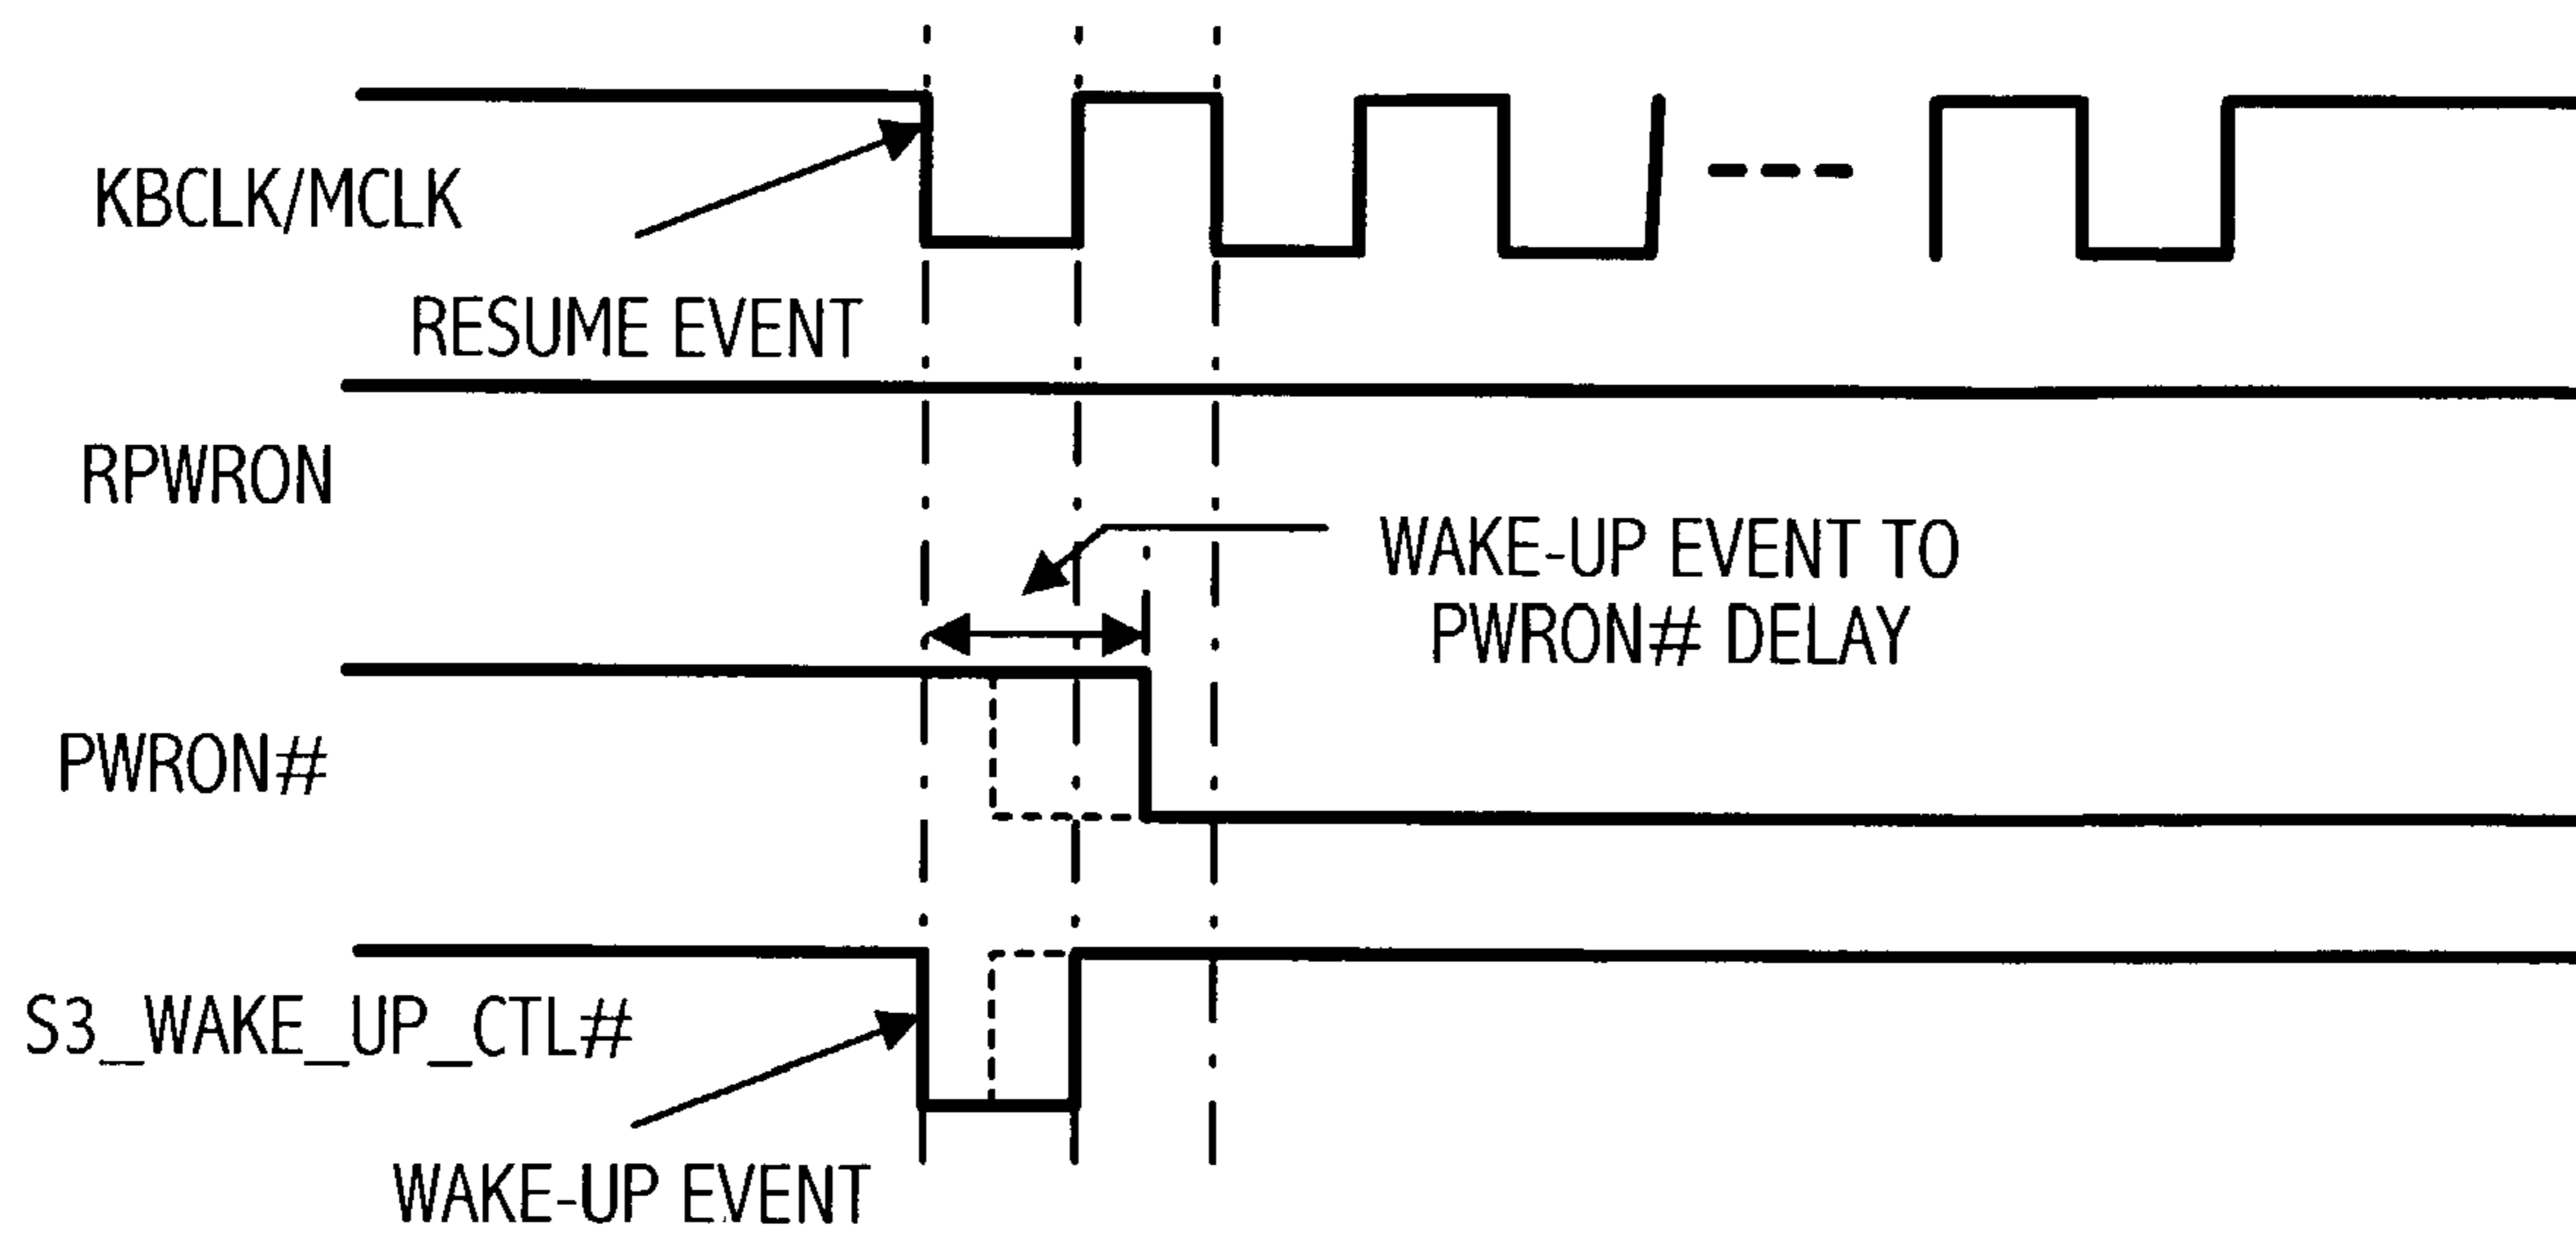 KBCLK/MCLK
RESUME EVENT
RPWRON
WAKE-UP EVENT TO
PWRON# DELAY
PWRON#
S3_WAKE_UP_CTL#
WAKE-UP EVENT